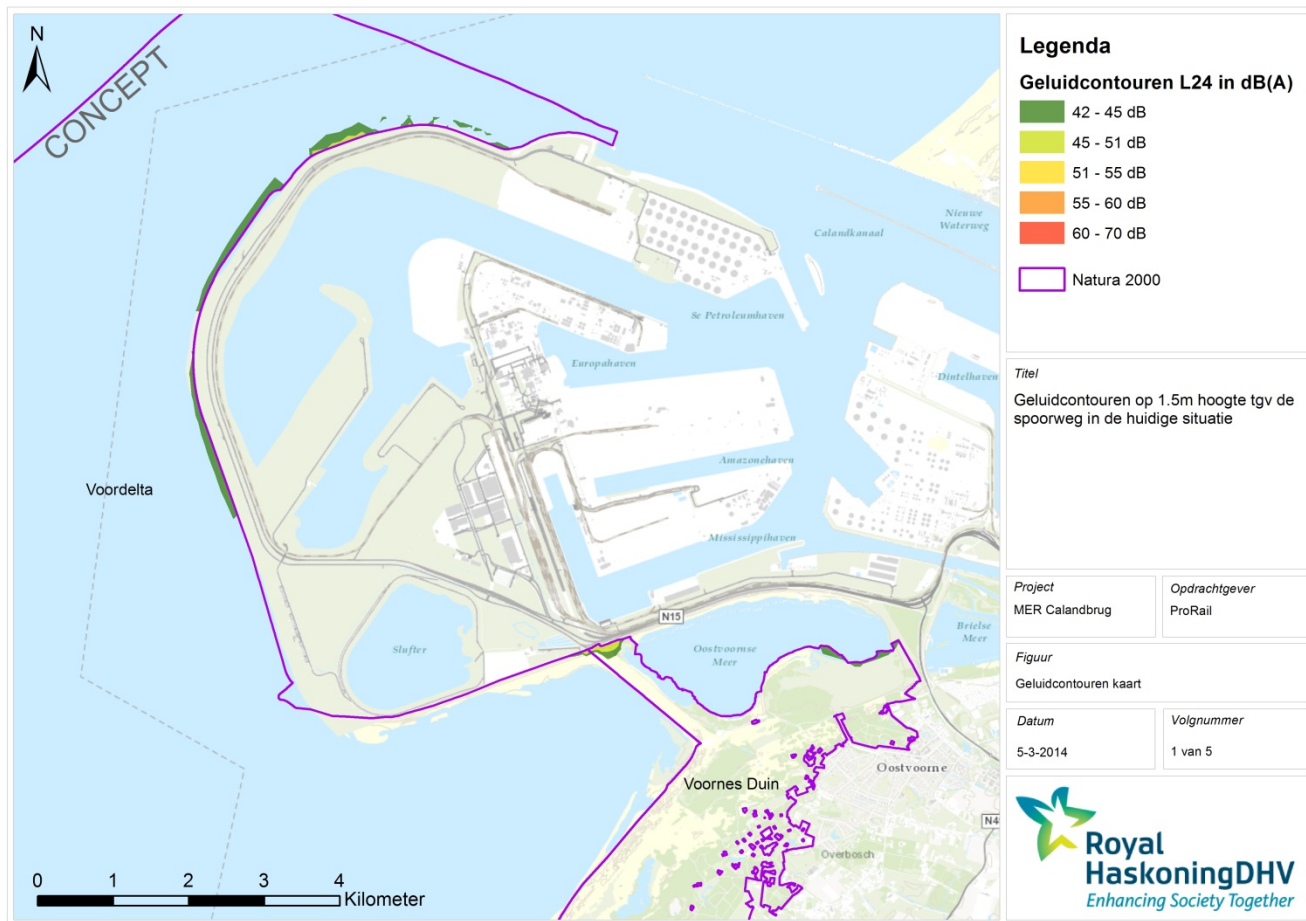 N
CONCEPT
Nieuwe
Waterweg
Calandkanaal
8e Petroleumhaven
Europahaven
Dintelhaven
Amazonehaven
Voordelta
Mississippihaven
N15
Slufter
Oostvoornse
Meer
Brielse
Meer
Oostvoorne
Voornes Duin
N4
Overbosch
0 1 2 3 4
Kilometer
Legenda
Geluidcontouren L24 in dB(A)
42 - 45 dB
45 - 51 dB
51 - 55 dB
55 - 60 dB
60 - 70 dB
Natura 2000
Titel
Geluidcontouren op 1.5m hoogte tgv de
spoorweg in de huidige situatie
Project
MER Calandbrug
Opdrachtgever
ProRail
Figuur
Geluidcontouren kaart
Datum
5-3-2014
Volgnummer
1 van 5
Royal
HaskoningDHV
Enhancing Society Together